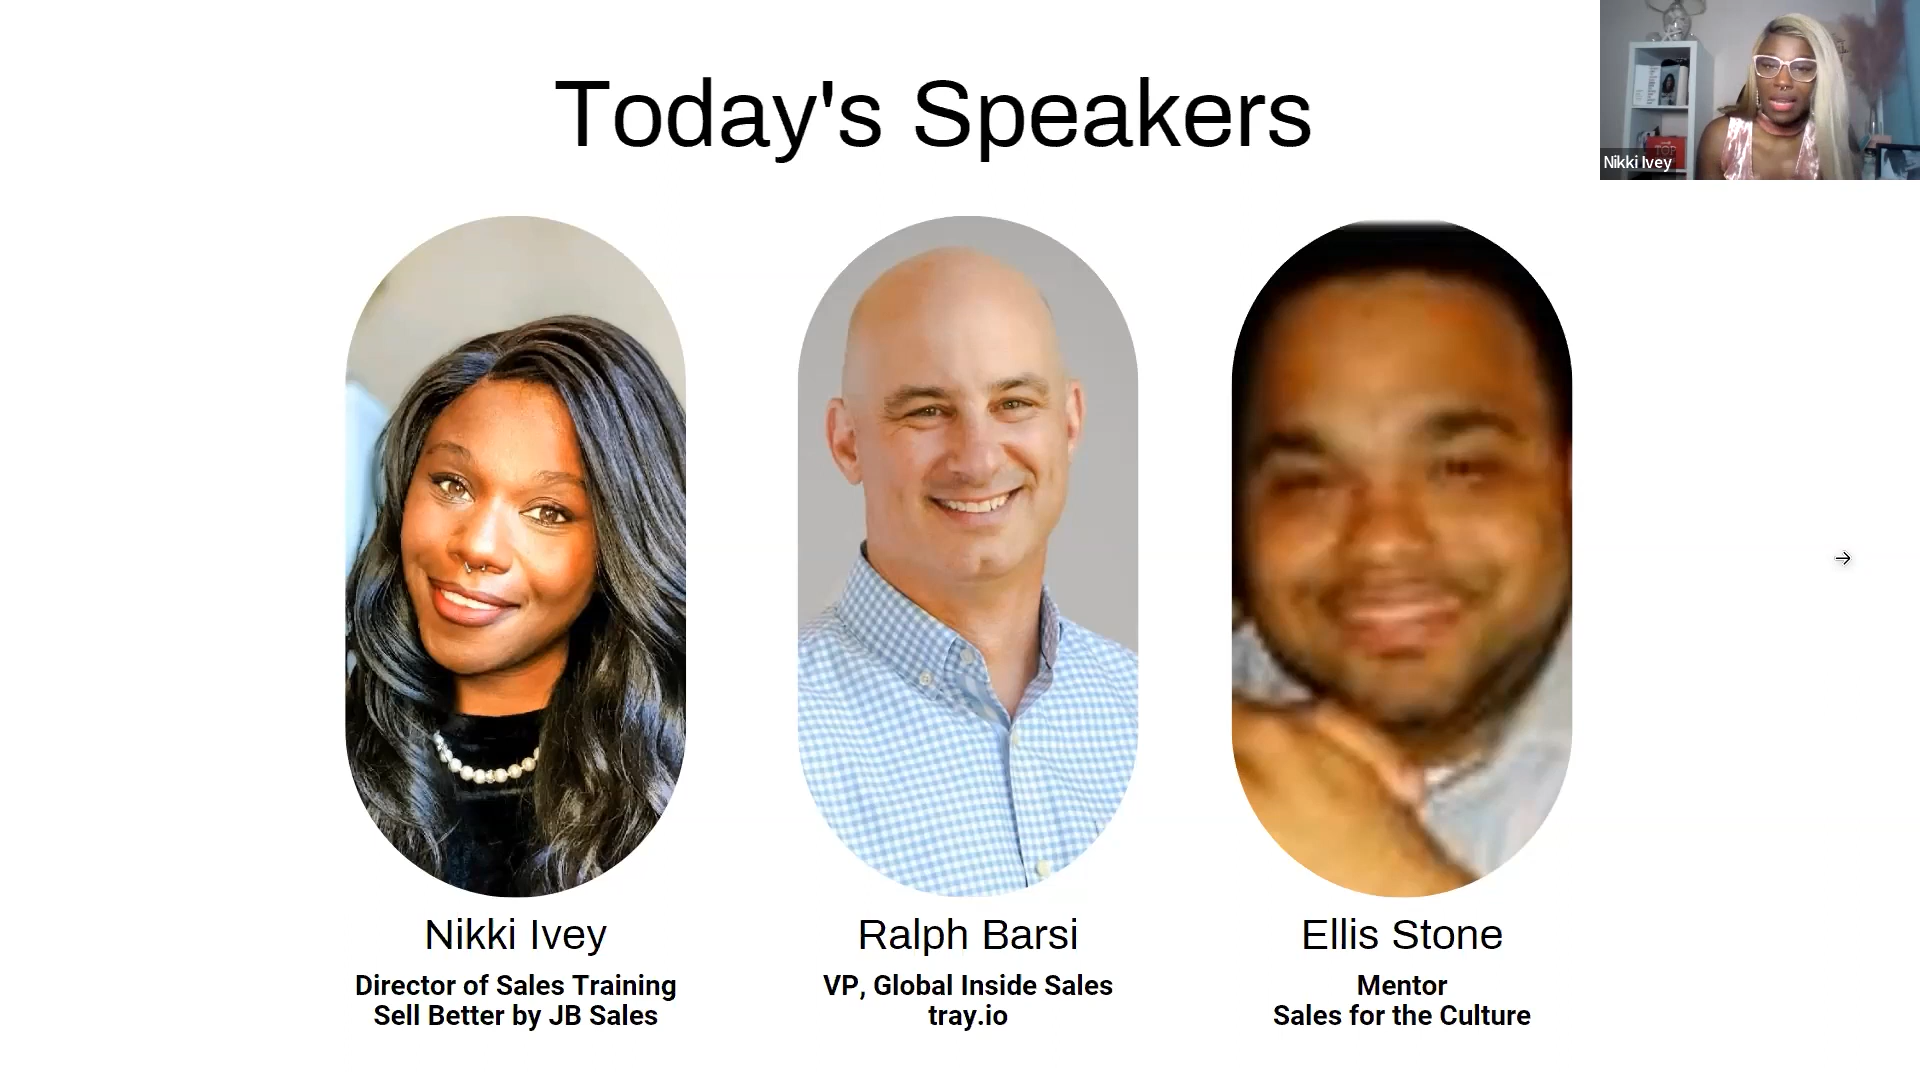 Today's Speakers
Nikki Ivey
TOP
Nikki Ivey
Director of Sales Training
Sell Better by JB Sales
Ralph Barsi
VP, Global Inside Sales
tray.io
Ellis Stone
Mentor
Sales for the Culture